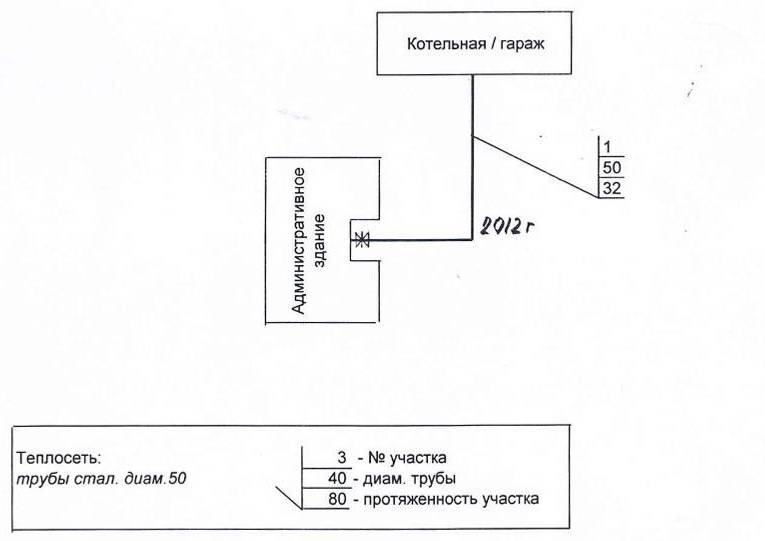 Котельная / гараж
1
50
32
Административное
здание
2012 г
Теплосеть:
трубы стал. диам.50
3 - № участка
40 - диам. трубы
80 - протяженность участка